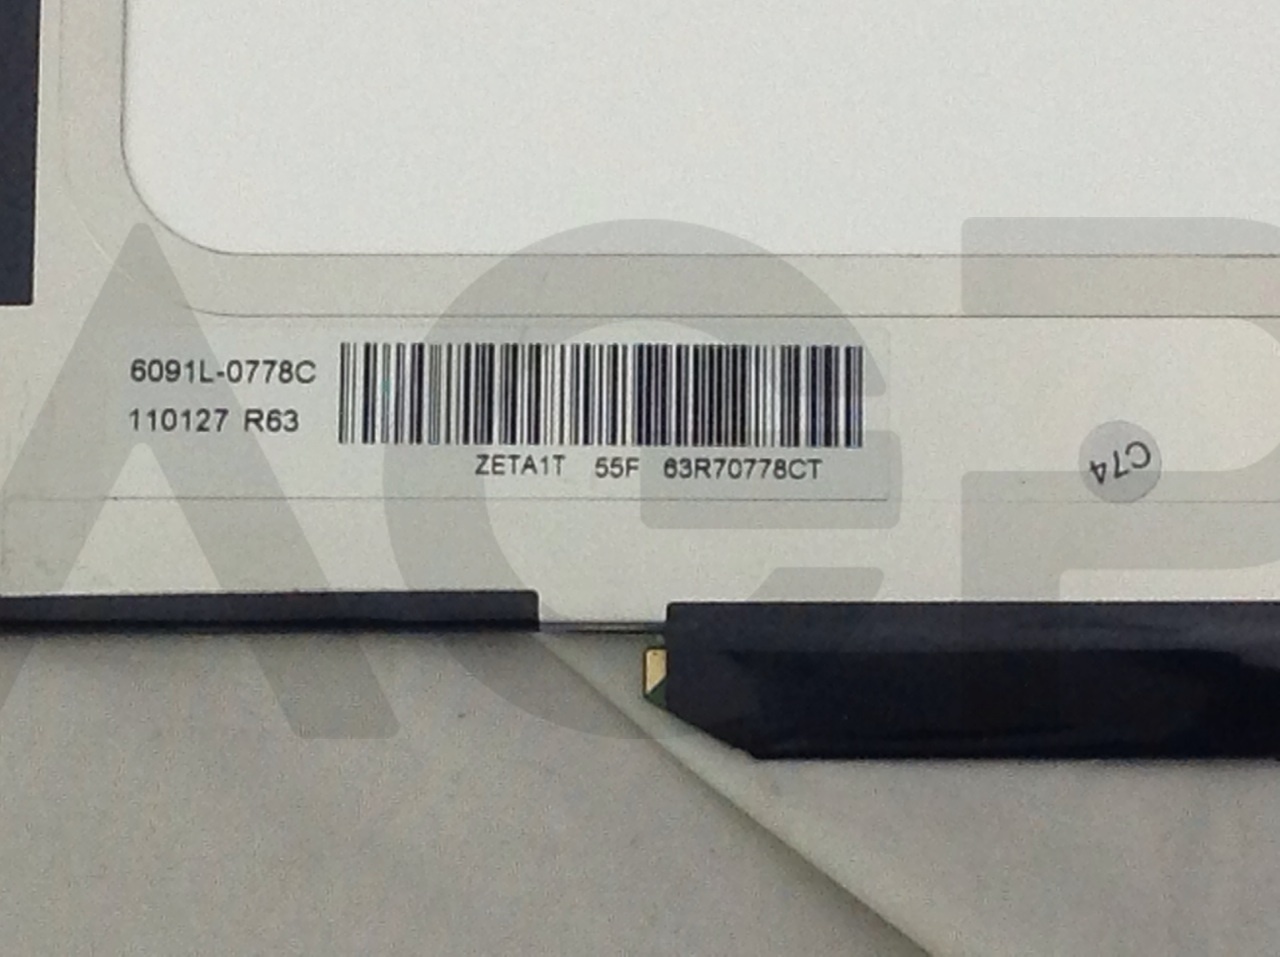 6091L-0778C
110127 R63
ZETA1T 55F 63R70778CT
C74